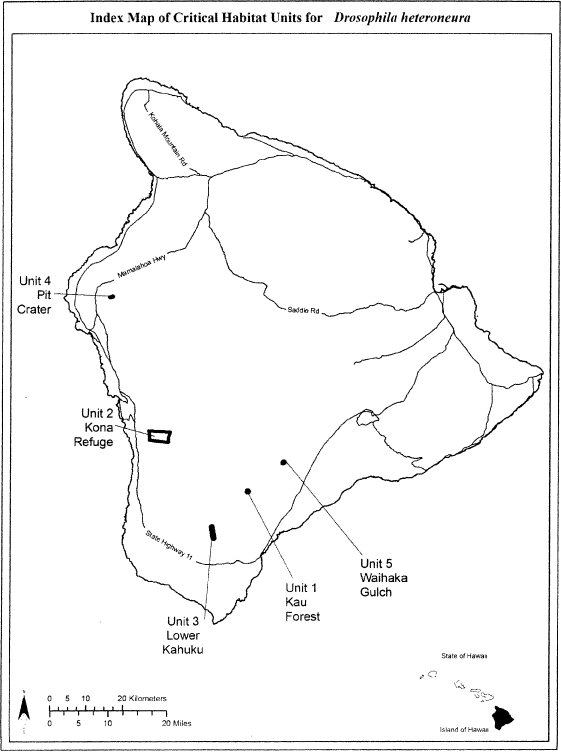 Index Map of Critical Habitat Units for Drosophila heteroneura
Kohala Mountain Rd
Mamalahoa Hwy
Unit 4
Pit
Crater
Saddle Rd
Unit 2
Kona
Refuge
State Highway 11
Unit 5
Waihaka
Gulch
Unit 1
Kau
Forest
Unit 3
Lower
Kahuku
State of Hawaii
Island of Hawaii
0 5 10 20 Kilometers
0 5 10 20 Miles